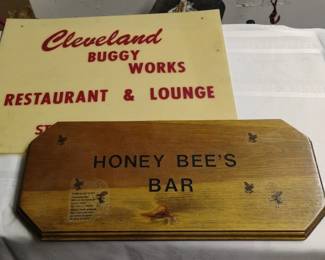 Cleveland
BUGGY
WORKS
RESTAURANT & LOUNGE
HONEY BEE'S
BAR